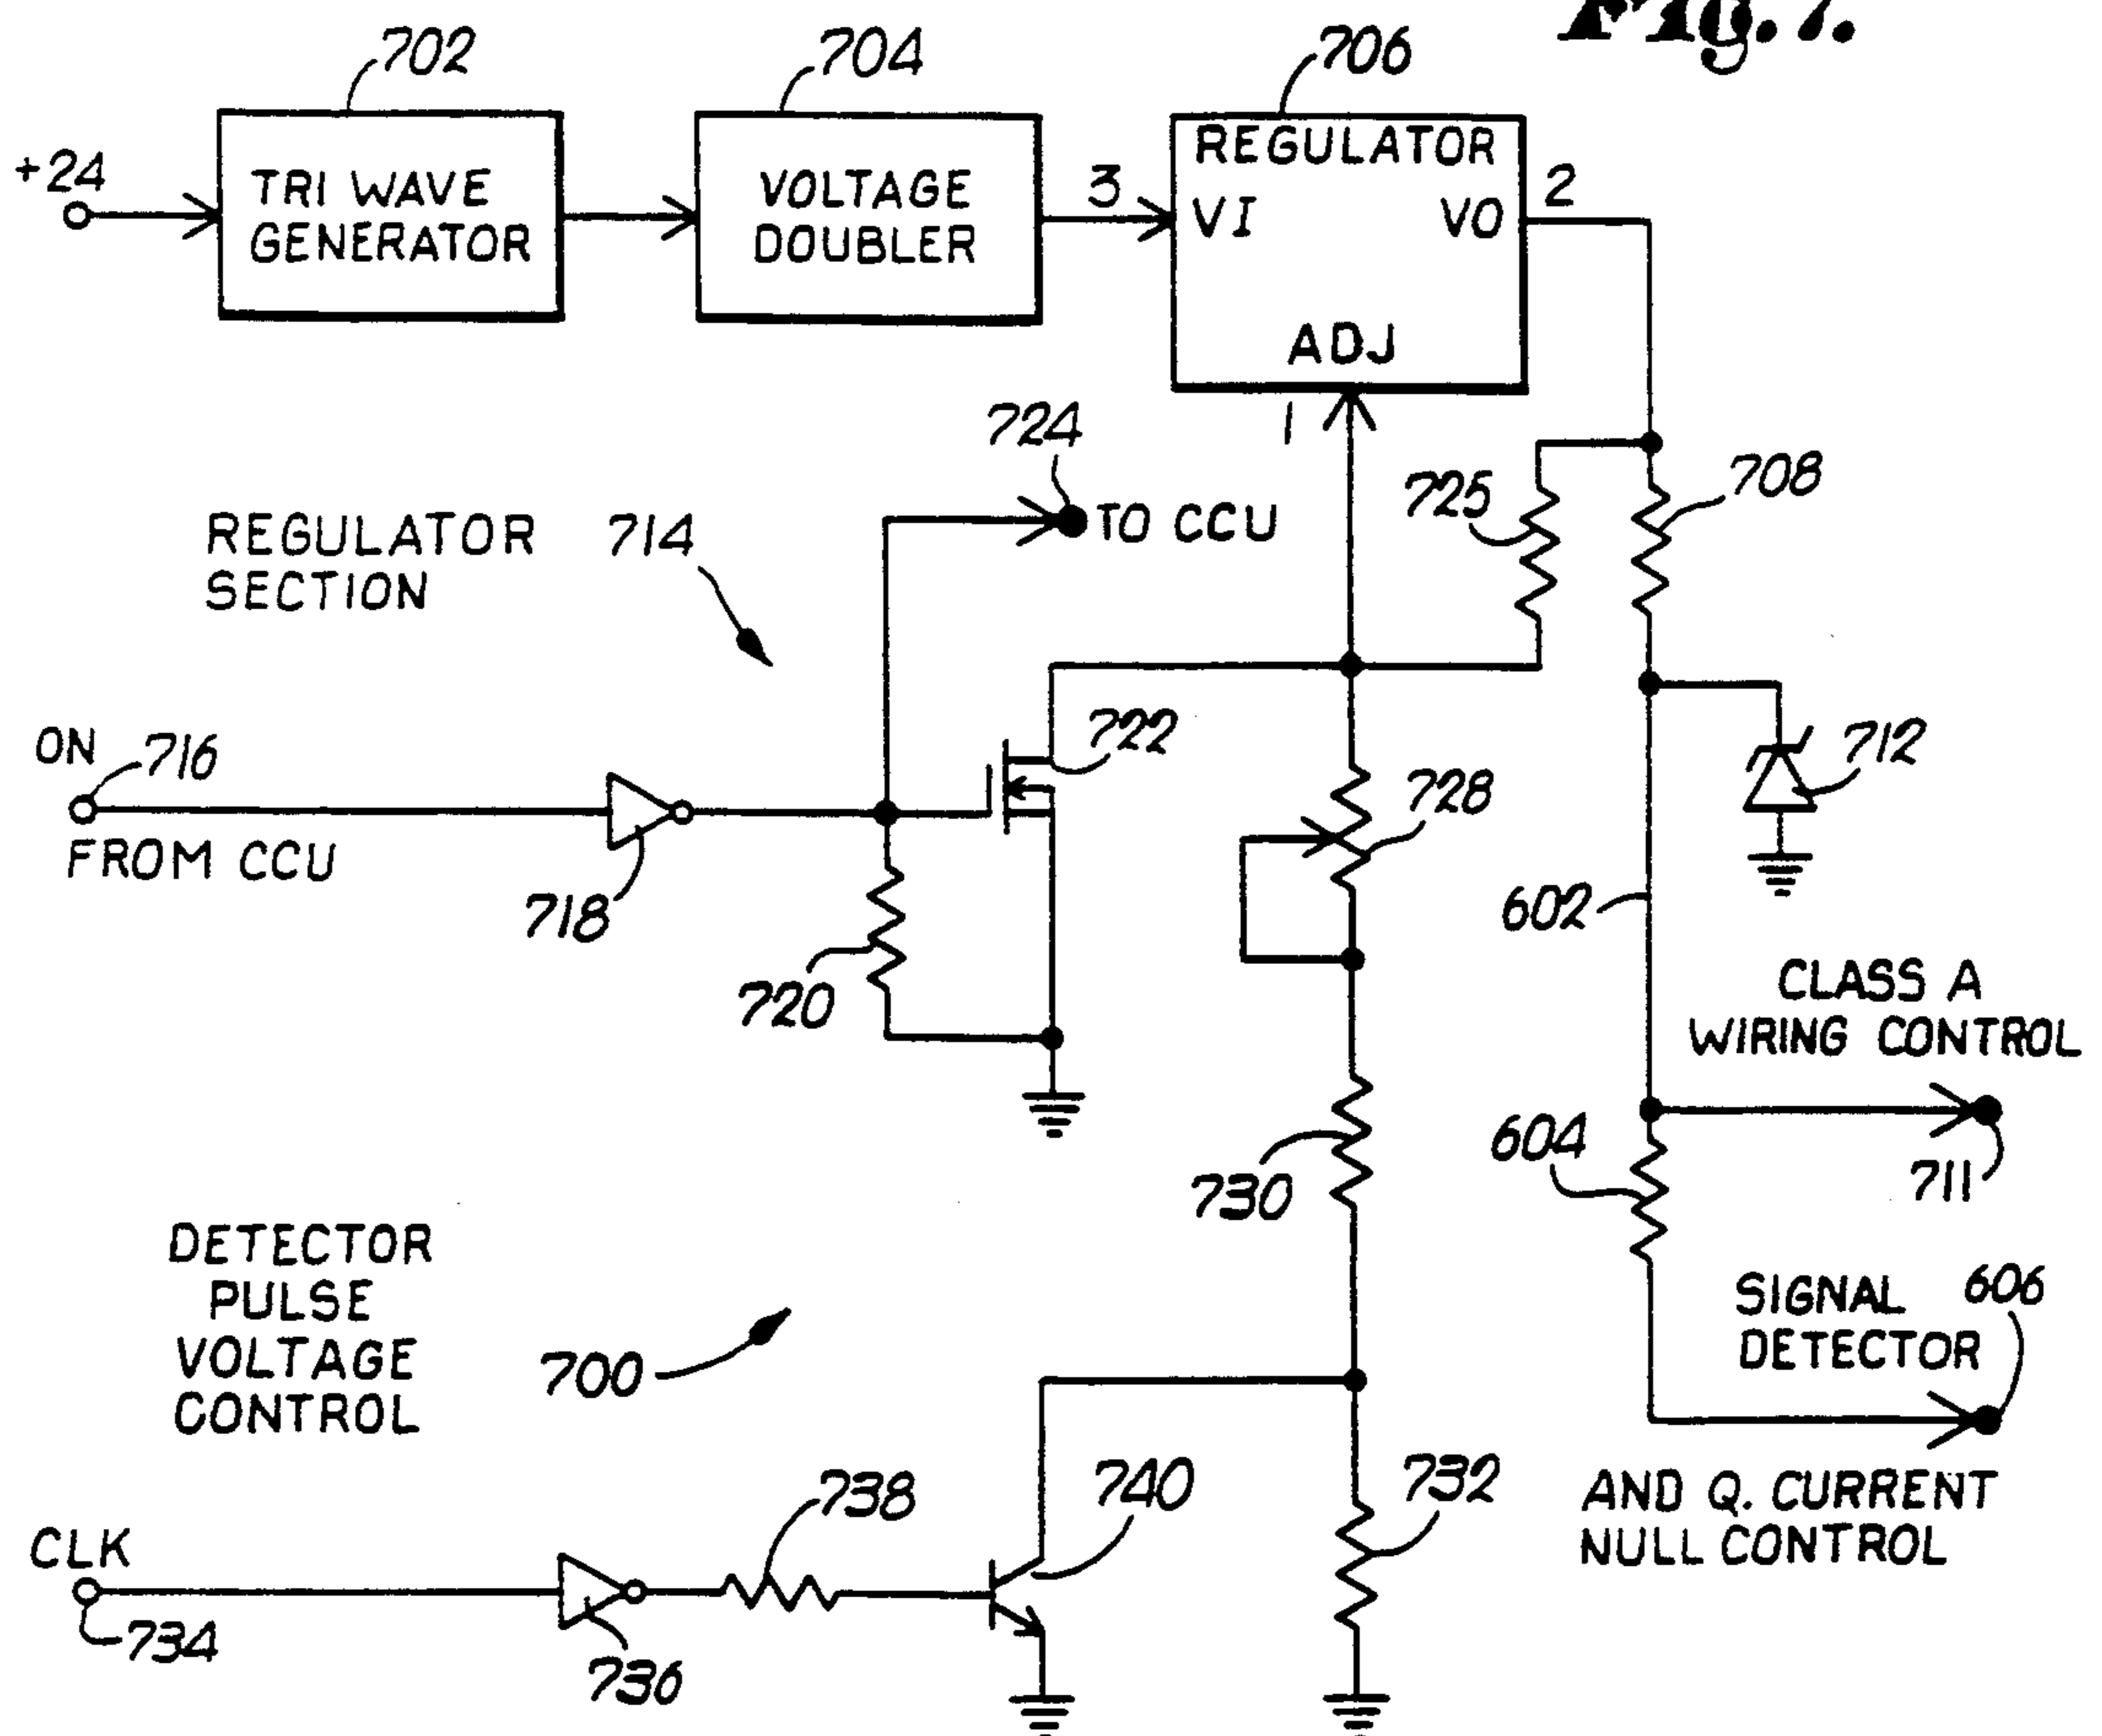 Fig. 7.
702
704
706
+24
TRI WAVE
GENERATOR
VOLTAGE
DOUBLER
3
REGULATOR
VI
VO
2
ADJ
1
724
TO CCU
725
708
REGULATOR
SECTION
714
ON
716
FROM CCU
718
720
722
728
712
602
CLASS A
WIRING CONTROL
711
730
604
DETECTOR
PULSE
VOLTAGE
CONTROL
700
SIGNAL
DETECTOR
606
AND Q. CURRENT
NULL CONTROL
CLK
734
736
738
740
732